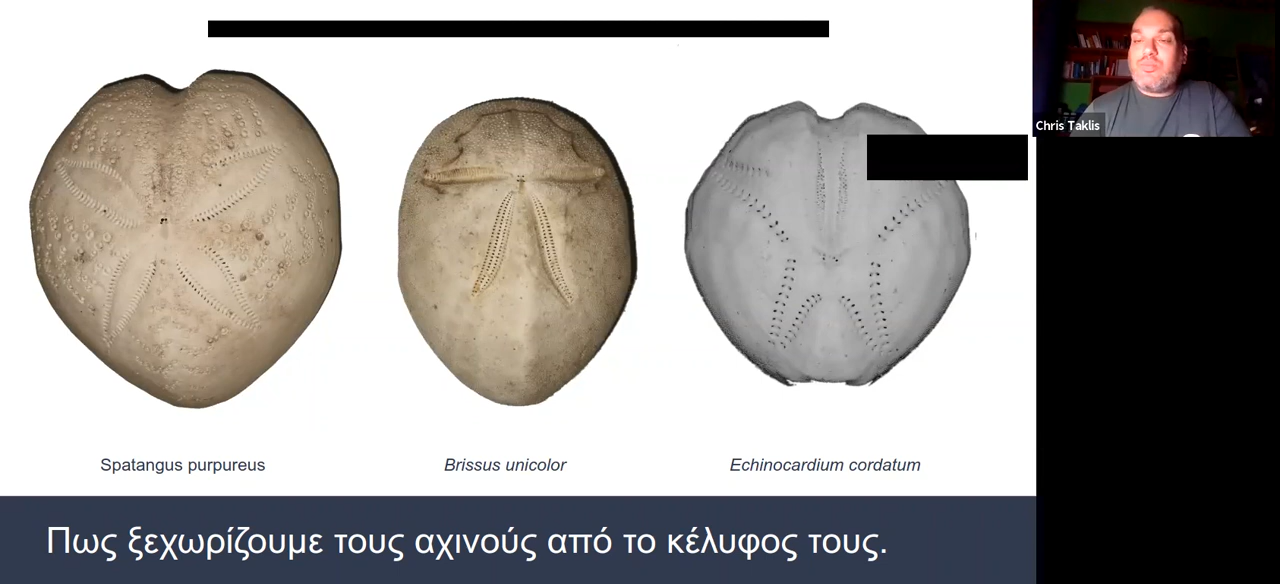 Chris Taklis
Spatangus purpureus
Brissus unicolor
Echinocardium cordatum
Πως ξεχωρίζουμε τους αχινούς από το κέλυφος τους.